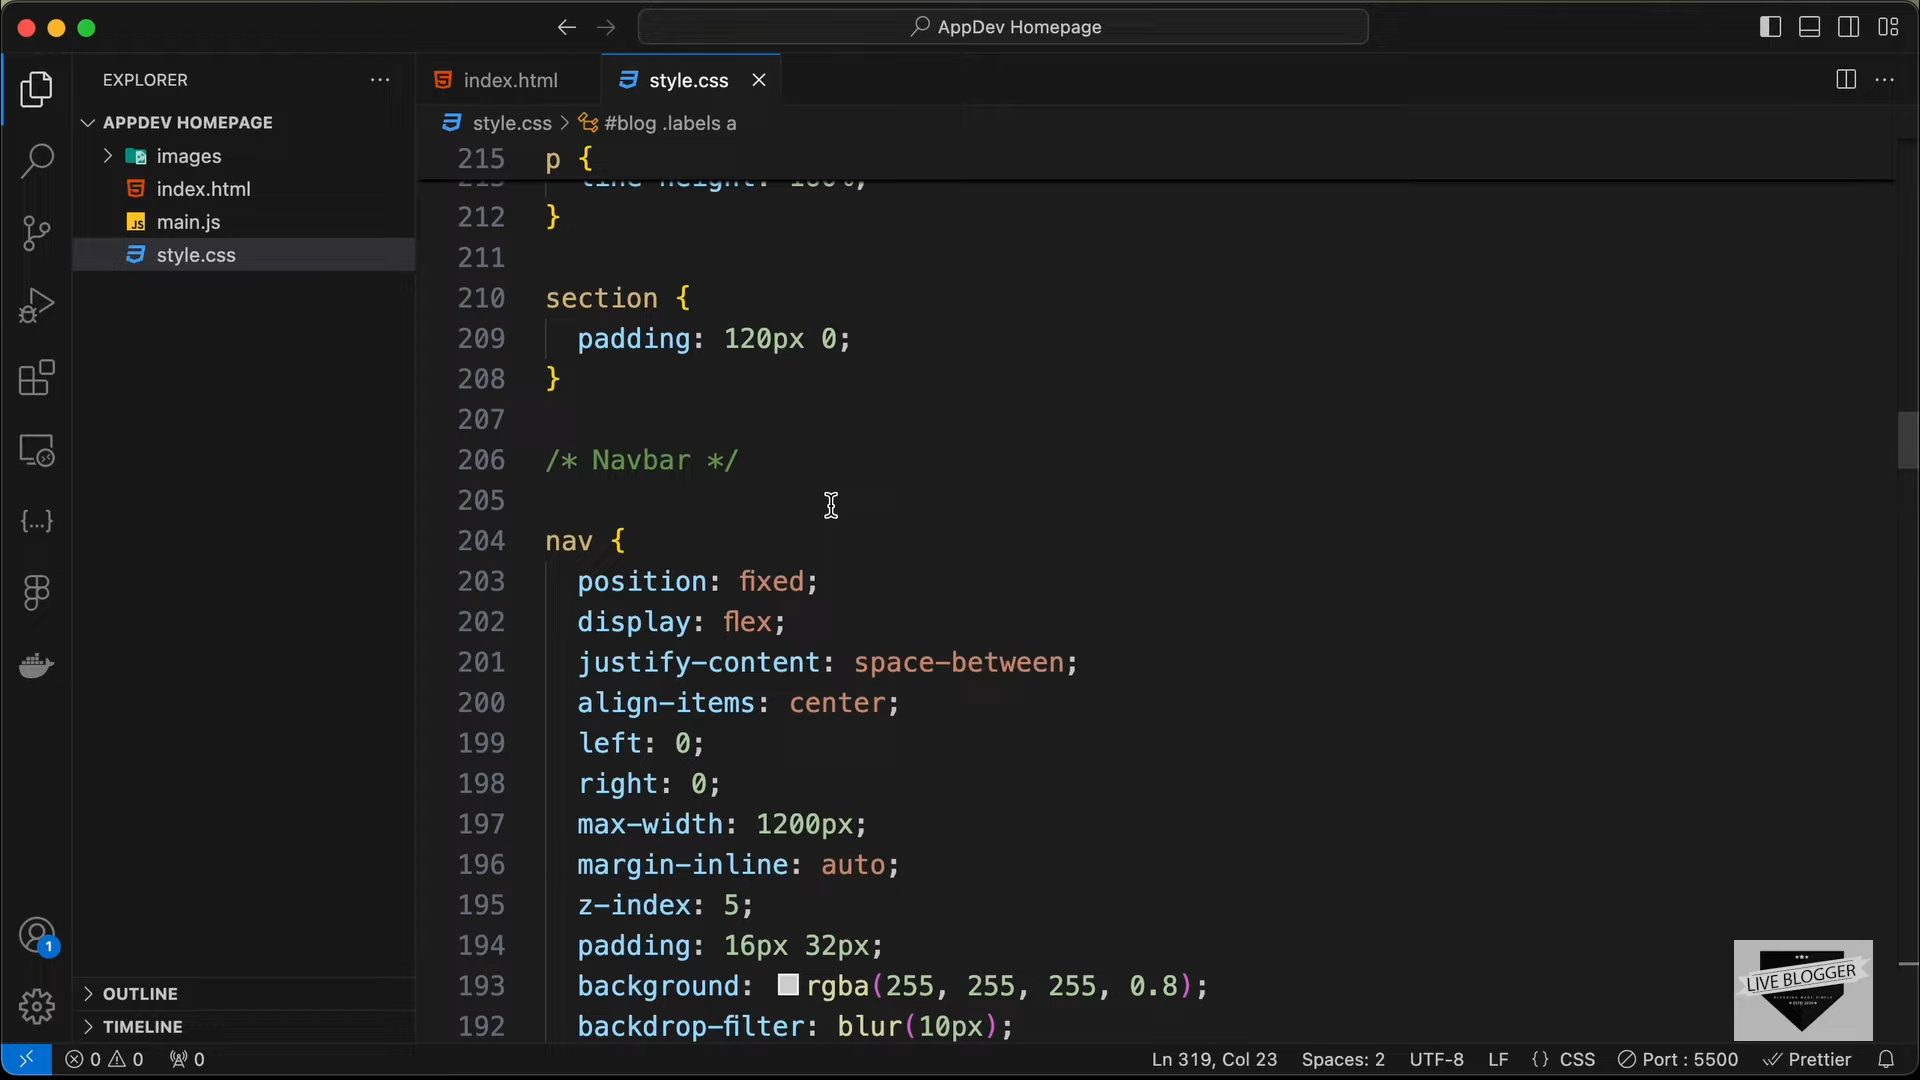 AppDev Homepage
EXPLORER
APPDEV HOMEPAGE
images
index.html
main.js
style.css
OUTLINE
TIMELINE
index.html
style.css
style.css > #blog .labels a
215 p {
213 line-height: 180%;
212 }
211
210 section {
209 padding: 120px 0;
208 }
207
206 /* Navbar */
205
204 nav {
203 position: fixed;
202 display: flex;
201 justify-content: space-between;
200 align-items: center;
199 left: 0;
198 right: 0;
197 max-width: 1200px;
196 margin-inline: auto;
195 z-index: 5;
194 padding: 16px 32px;
193 background: rgba(255, 255, 255, 0.8);
192 backdrop-filter: blur(10px);
LIVE BLOGGER
1
0 0 0
Ln 319, Col 23 Spaces: 2 UTF-8 LF {} CSS Port : 5500 Prettier